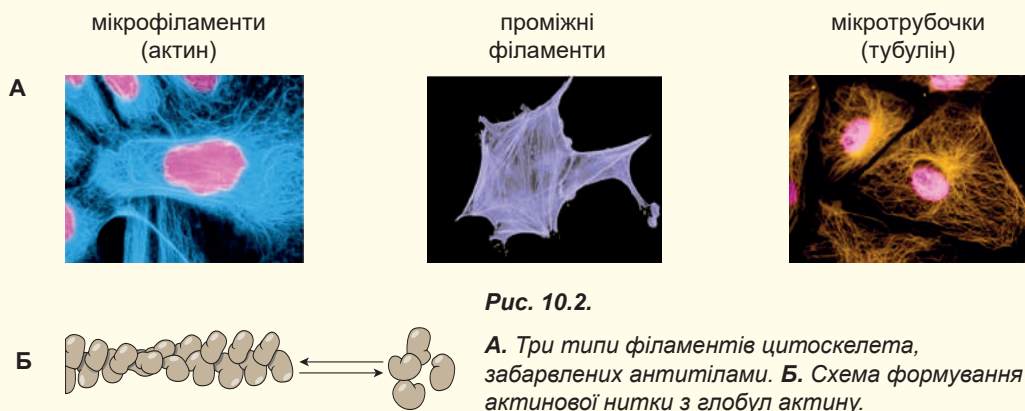 мікрофіламенти
(актин)
проміжні
філаменти
мікротрубочки
(тубулін)
А
Рис. 10.2.
Б
А. Три типи філаментів цитоскелета,
забарвлених антитілами. Б. Схема формування
актинової нитки з глобул актину.